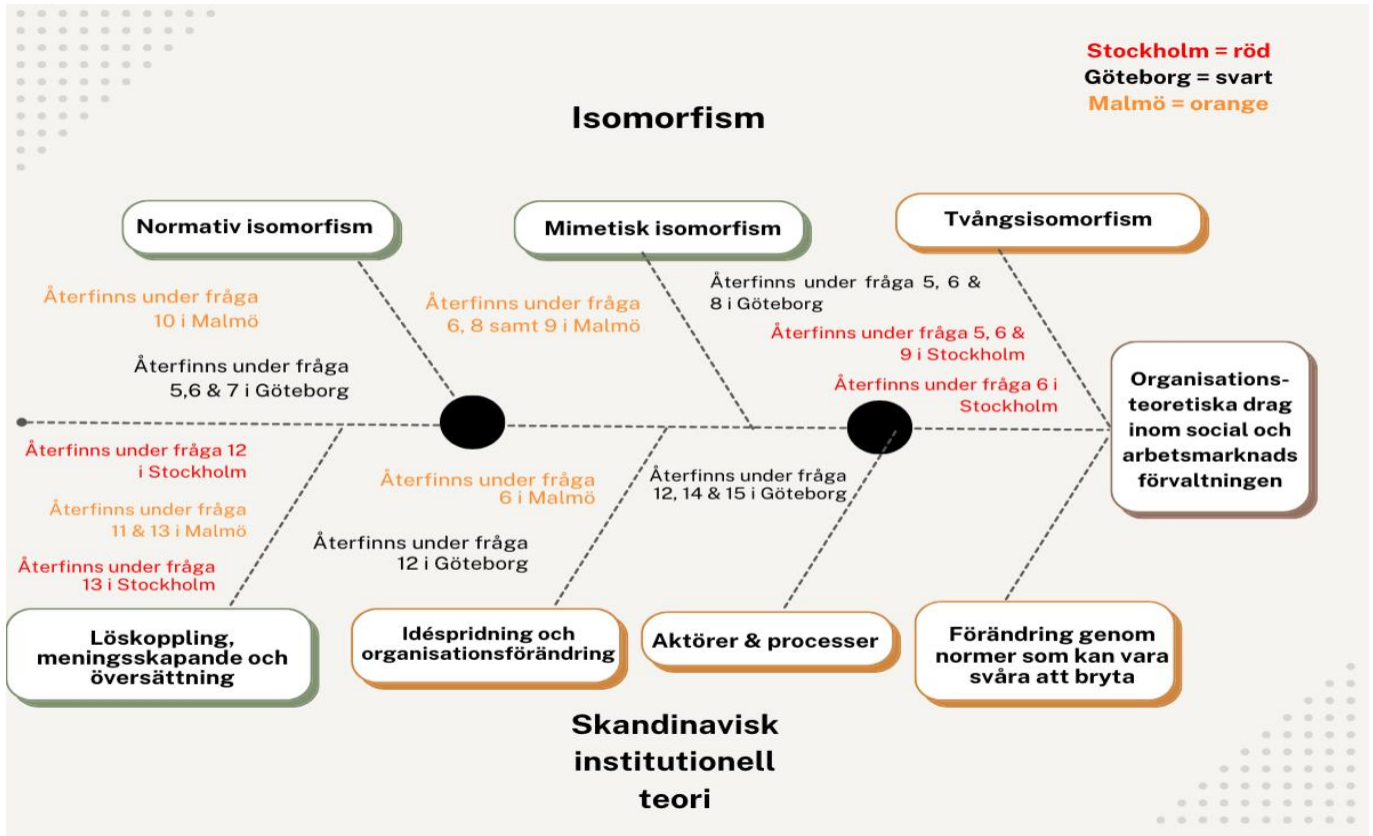 Stockholm = röd
Göteborg = svart
Malmö = orange
Isomorfism
Normativ isomorfism
Mimetisk isomorfism
Tvångsisomorfism
Återfinns under fråga
10 i Malmö
Återfinns under fråga
5,6 & 7 i Göteborg
Återfinns under fråga
6, 8 samt 9 i Malmö
Återfinns under fråga 5, 6 &
8 i Göteborg
Återfinns under fråga 5, 6 &
9 i Stockholm
Återfinns under fråga 6 i
Stockholm
Organisations-
teoretiska drag
inom social och
arbetsmarknads
förvaltningen
Återfinns under fråga 12
i Stockholm
Återfinns under fråga
11 & 13 i Malmö
Återfinns under fråga
13 i Stockholm
Återfinns under fråga
6 i Malmö
Återfinns under fråga
12 i Göteborg
Återfinns under fråga
12, 14 & 15 i Göteborg
Löskoppling,
meningsskapande och
översättning
Idéspridning och
organisationsförändring
Aktörer & processer
Förändring genom
normer som kan vara
svåra att bryta
Skandinavisk
institutionell
teori